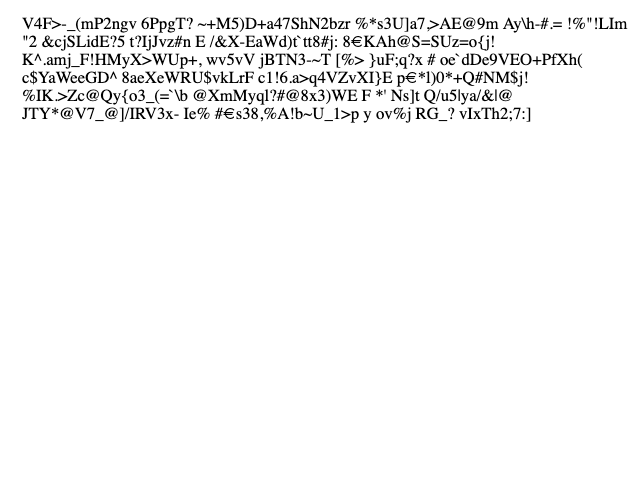 V4F>-_(mP2ngv 6PpgT? ~+M5)D+a47ShN2bzr %*s3U]a7,>AE@9m Ay\h-#.= !%"!LIm
"2 &cjSLidE?5 t?IjJvz#n E /&X-EaWd)t`tt8#j: 8€KAh@S=SUz=o{j!
K^.amj_F!HMyX>WUp+, wv5vV jBTN3-~T [%> }uF;q?x # oe`dDe9VEO+PfXh(
c$YaWeeGD^ 8aeXeWRU$vkLrF c1!6.a>q4VZvXI}E p€*l)0*+Q#NM$j!
%IK.>Zc@Qy{o3_(=`\b @XmMyql?#@8x3)WE F *' Ns]t Q/u5|ya/&|@
JTY*@V7_@]/IRV3x- Ie% #€s38,%A!b~U_1>p y ov%j RG_? vIxTh2;7:]